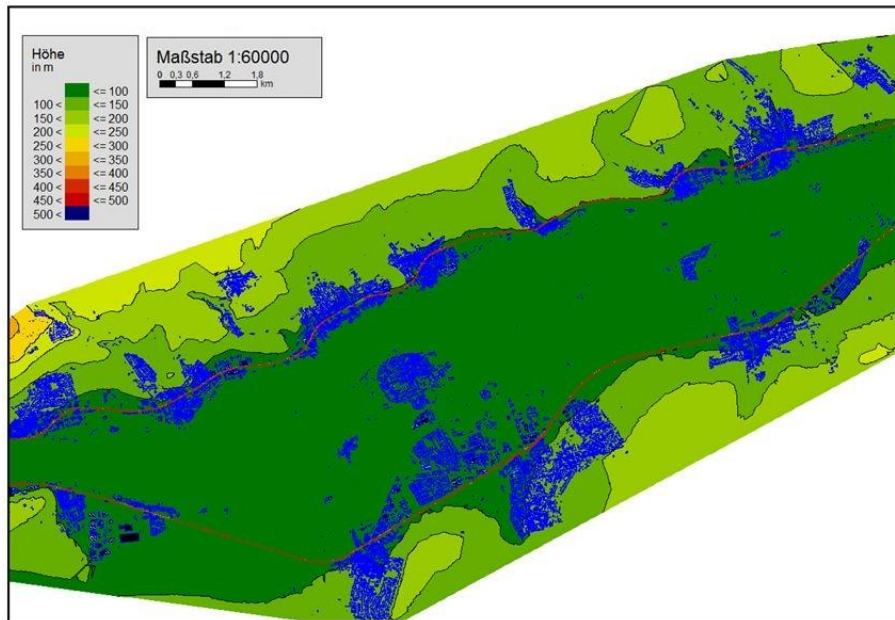 Höhe
in m
<= 100
100 < <= 150
150 < <= 200
200 < <= 250
250 < <= 300
300 < <= 350
350 < <= 400
400 < <= 450
450 < <= 500
500 <
Maßstab 1:60000
0 0,3 0,6 1,2 1,8
km